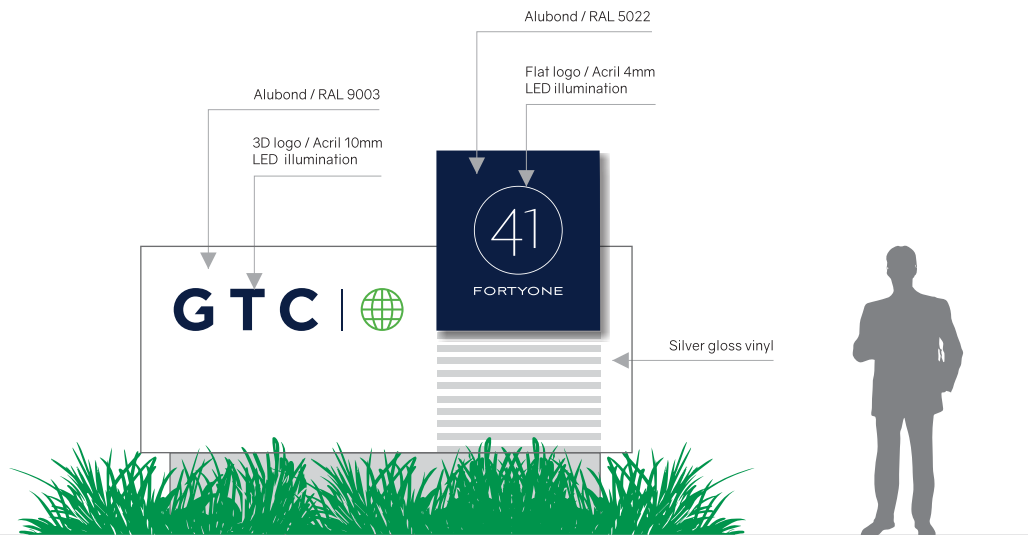 Alubond / RAL 5022
Flat logo / Acril 4mm
LED illumination
Alubond / RAL 9003
3D logo / Acril 10mm
LED illumination
41
FORTYONE
GTC
Silver gloss vinyl